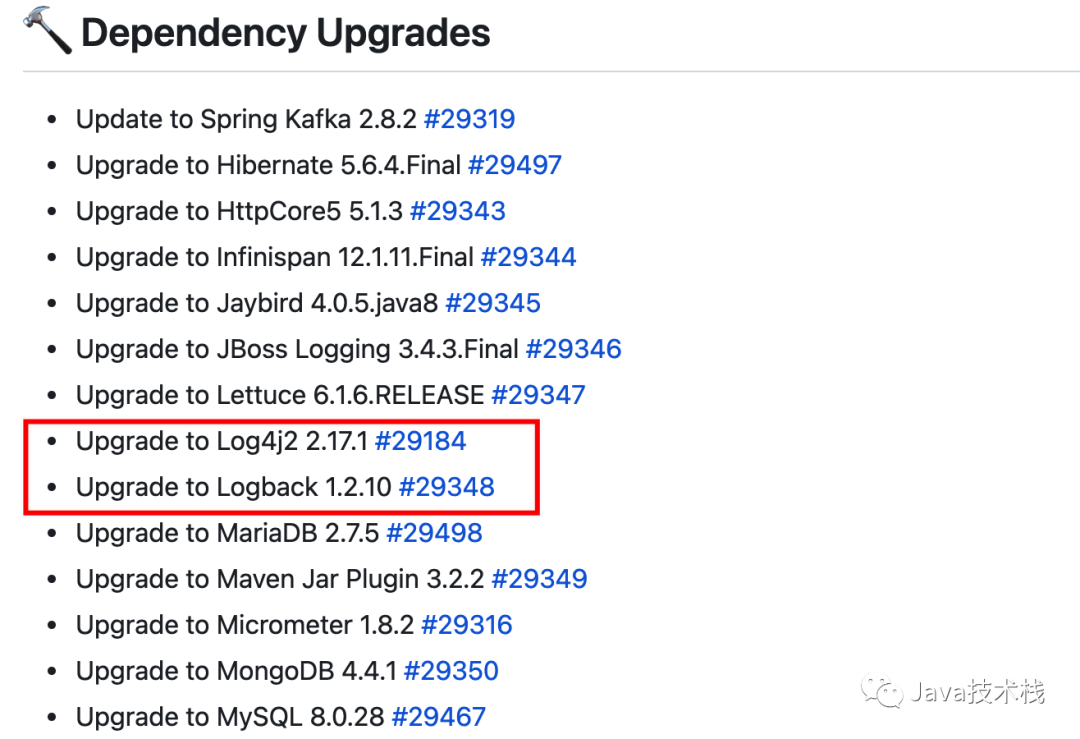 Dependency Upgrades
• Update to Spring Kafka 2.8.2 #29319
• Upgrade to Hibernate 5.6.4.Final #29497
• Upgrade to HttpCore5 5.1.3 #29343
• Upgrade to Infinispan 12.1.11.Final #29344
• Upgrade to Jaybird 4.0.5.java8 #29345
• Upgrade to JBoss Logging 3.4.3.Final #29346
• Upgrade to Lettuce 6.1.6.RELEASE #29347
• Upgrade to Log4j2 2.17.1 #29184
• Upgrade to Logback 1.2.10 #29348
• Upgrade to MariaDB 2.7.5 #29498
• Upgrade to Maven Jar Plugin 3.2.2 #29349
• Upgrade to Micrometer 1.8.2 #29316
• Upgrade to MongoDB 4.4.1 #29350
• Upgrade to MySQL 8.0.28 #29467
Java技术栈